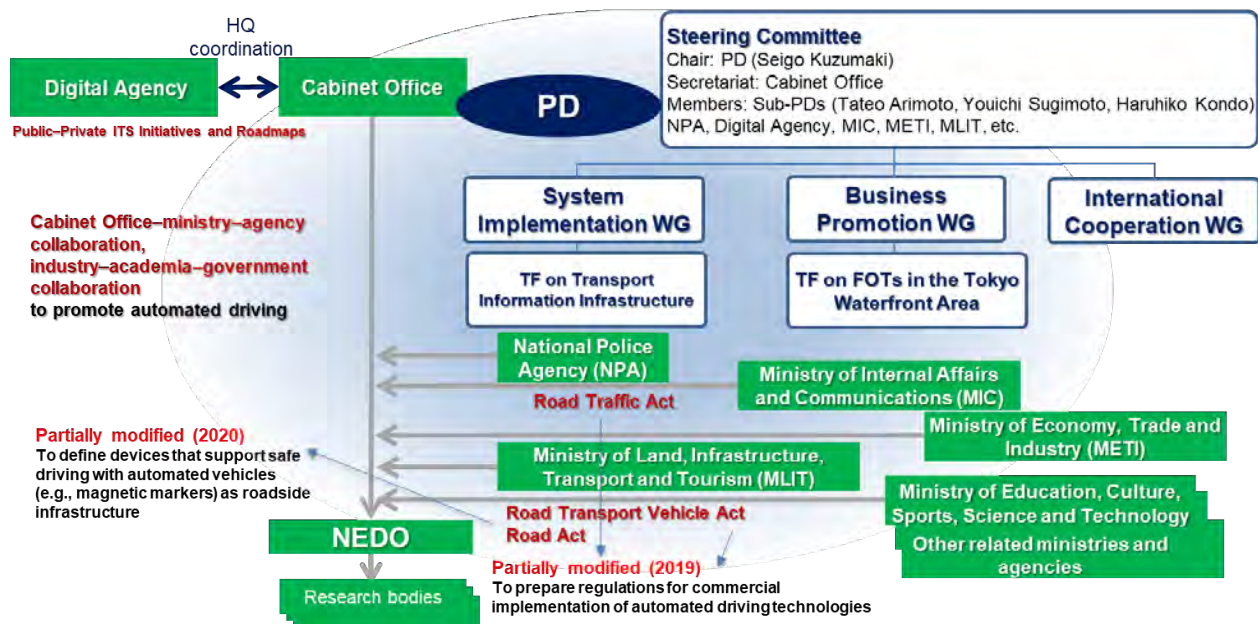 HQ
coordination
Digital Agency
Cabinet Office
Public–Private ITS Initiatives and Roadmaps
PD
Steering Committee
Chair: PD (Seigo Kuzumaki)
Secretariat: Cabinet Office
Members: Sub-PDs (Tateo Arimoto, Youichi Sugimoto, Haruhiko Kondo)
NPA, Digital Agency, MIC, METI, MLIT, etc.
System
Implementation WG
Business
Promotion WG
International
Cooperation WG
TF on Transport
Information Infrastructure
TF on FOTs in the Tokyo
Waterfront Area
Cabinet Office–ministry–agency
collaboration,
industry–academia–government
collaboration
to promote automated driving
National Police
Agency (NPA)
Ministry of Internal Affairs
and Communications (MIC)
Road Traffic Act
Ministry of Economy, Trade and
Industry (METI)
Partially modified (2020)
To define devices that support safe
driving with automated vehicles
(e.g., magnetic markers) as roadside
infrastructure
Ministry of Land, Infrastructure,
Transport and Tourism (MLIT)
Ministry of Education, Culture,
Sports, Science and Technology
Other related ministries and
agencies
Road Transport Vehicle Act
Road Act
NEDO
Partially modified (2019)
To prepare regulations for commercial
implementation of automated driving technologies
Research bodies